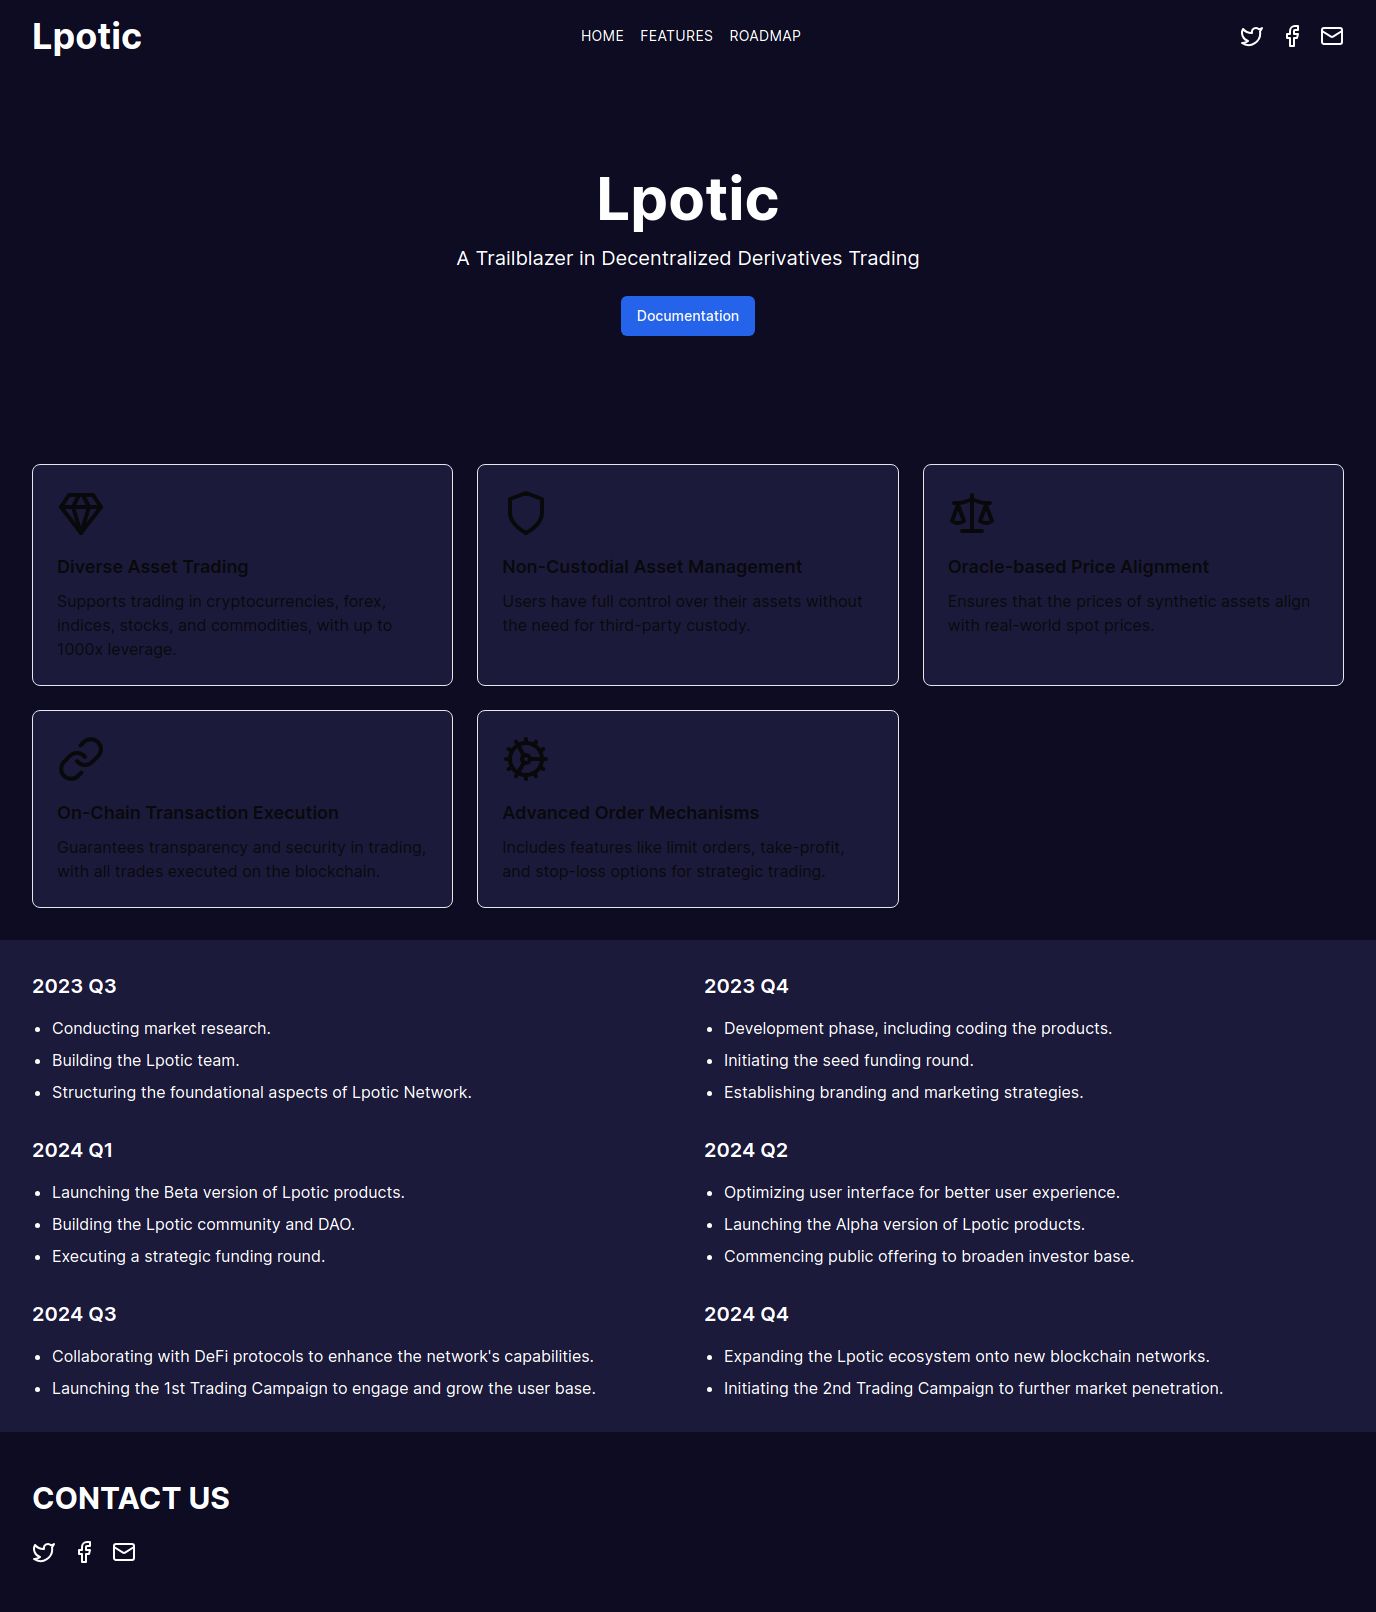 Lpotic
HOME FEATURES ROADMAP
Lpotic
A Trailblazer in Decentralized Derivatives Trading
Documentation
Diverse Asset Trading
Supports trading in cryptocurrencies, forex,
indices, stocks, and commodities, with up to
1000x leverage.
Non-Custodial Asset Management
Users have full control over their assets without
the need for third-party custody.
Oracle-based Price Alignment
Ensures that the prices of synthetic assets align
with real-world spot prices.
On-Chain Transaction Execution
Guarantees transparency and security in trading,
with all trades executed on the blockchain.
Advanced Order Mechanisms
Includes features like limit orders, take-profit,
and stop-loss options for strategic trading.
2023 Q3
• Conducting market research.
• Building the Lpotic team.
• Structuring the foundational aspects of Lpotic Network.
2023 Q4
• Development phase, including coding the products.
• Initiating the seed funding round.
• Establishing branding and marketing strategies.
2024 Q1
• Launching the Beta version of Lpotic products.
• Building the Lpotic community and DAO.
• Executing a strategic funding round.
2024 Q2
• Optimizing user interface for better user experience.
• Launching the Alpha version of Lpotic products.
• Commencing public offering to broaden investor base.
2024 Q3
• Collaborating with DeFi protocols to enhance the network's capabilities.
• Launching the 1st Trading Campaign to engage and grow the user base.
2024 Q4
• Expanding the Lpotic ecosystem onto new blockchain networks.
• Initiating the 2nd Trading Campaign to further market penetration.
CONTACT US